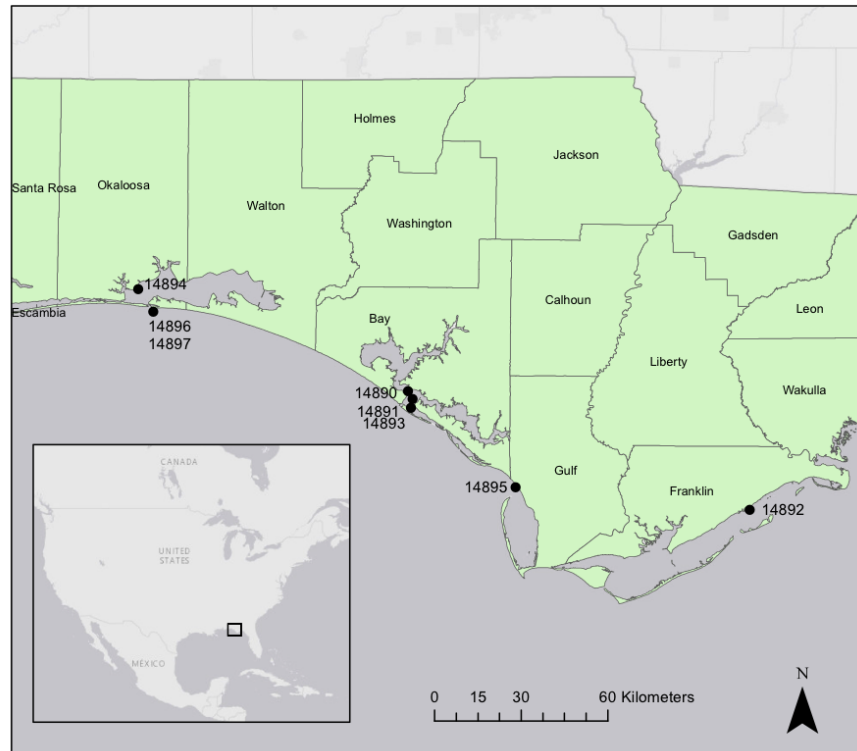 Holmes
Jackson
Santa Rosa
Okaloosa
Walton
Washington
Gadsden
14894
Calhoun
Leon
Escambia
14896
14897
Bay
Liberty
Wakulla
14890
14891
14893
14895
Gulf
Franklin
14892
CANADA
UNITED
STATES
MÉXICO
N
0 15 30 60 Kilometers